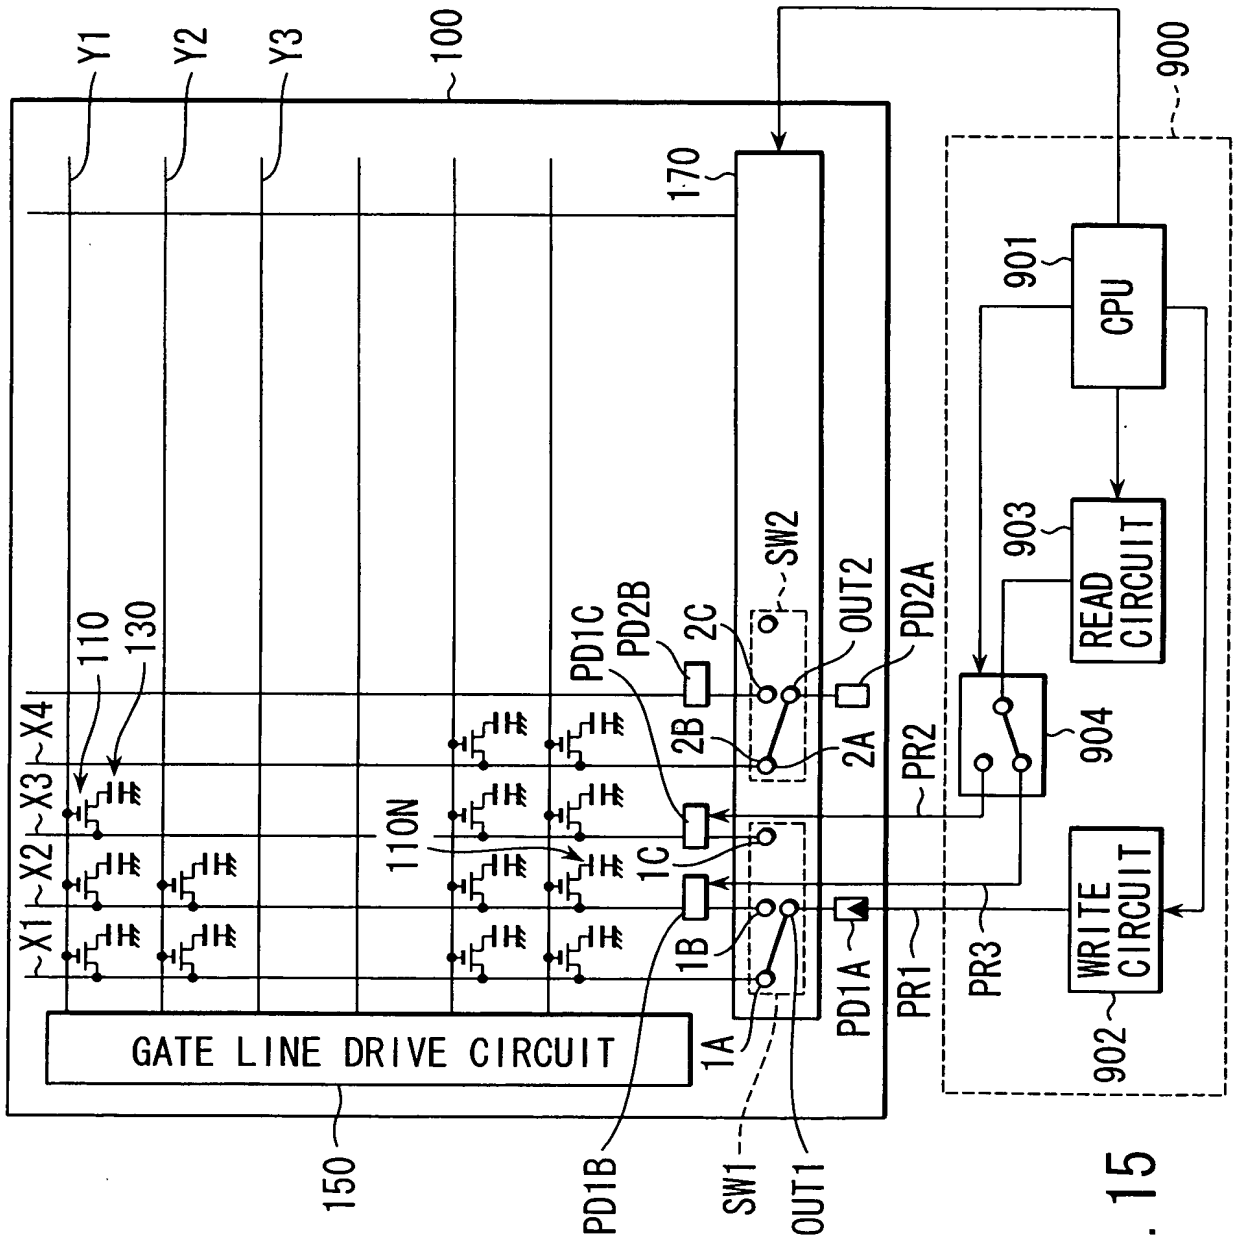 Y1
Y2
Y3
100
900
170
X1
X2
X3
X4
110
130
110N
901
CPU
903
READ
CIRCUIT
SW2
OUT2
PD2A
PD1C
PD2B
2C
2B
2A
PR2
904
1C
1B
1A
PD1A
PR1
PR3
WRITE
CIRCUIT
902
GATE LINE DRIVE CIRCUIT
150
PD1B
SW1
OUT1
. 15